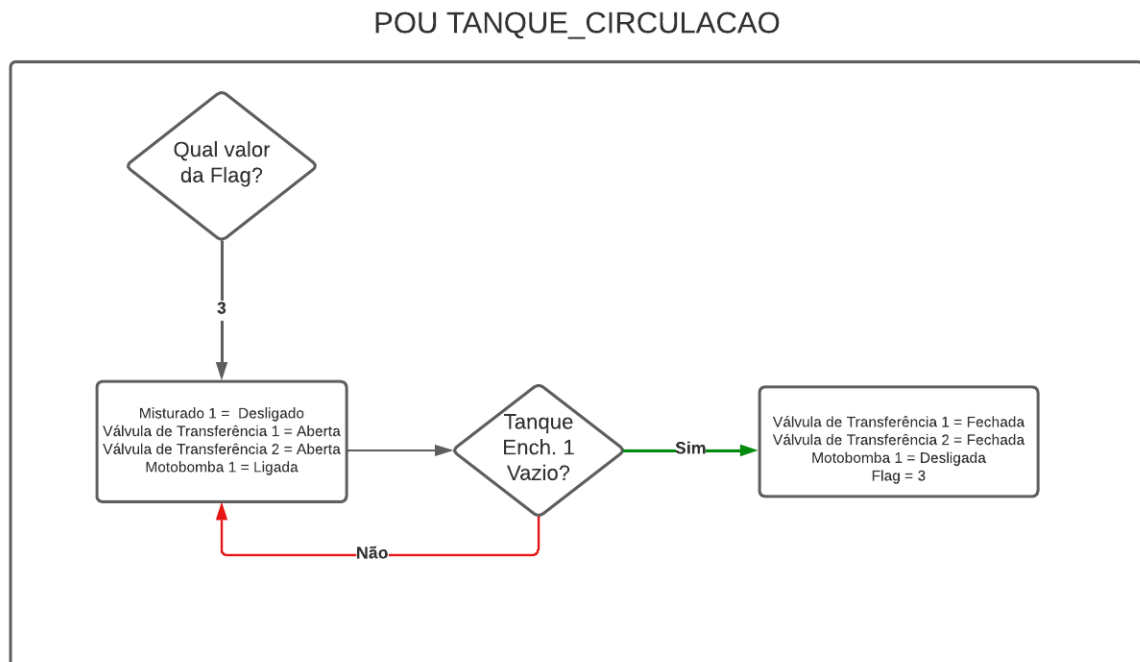 POU TANQUE_CIRCULACAO
Qual valor
da Flag?
3
Misturado 1 = Desligado
Válvula de Transferência 1 = Aberta
Válvula de Transferência 2 = Aberta
Motobomba 1 = Ligada
Tanque
Ench. 1
Vazio?
Sim
Válvula de Transferência 1 = Fechada
Válvula de Transferência 2 = Fechada
Motobomba 1 = Desligada
Flag = 3
Não